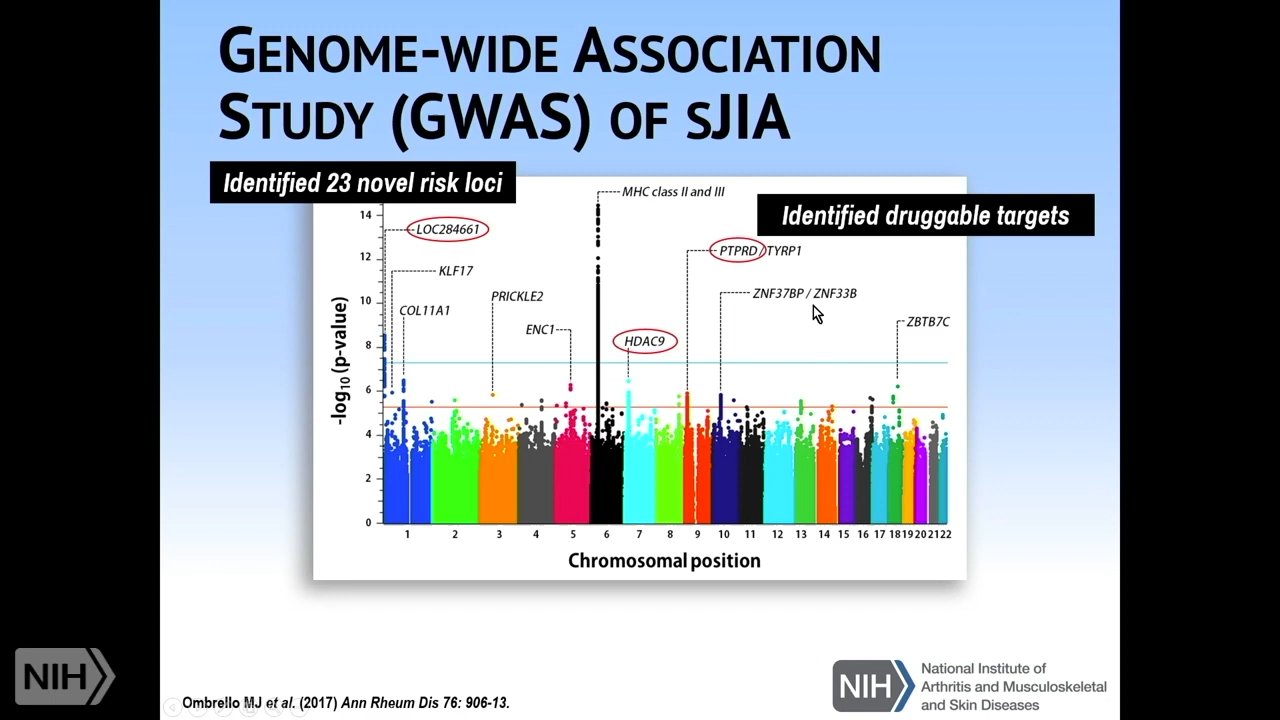 GENOME-WIDE ASSOCIATION
STUDY (GWAS) OF SJIA
Identified 23 novel risk loci
Identified druggable targets
MHC class II and III
LOC284661
PTPRD / TYRP1
KLF17
PRICKLE2
ZNF37BP / ZNF33B
COL11A1
ENC1
HDAC9
ZBTB7C
-log10 (p-value)
14
12
10
8
6
4
2
0
1 2 3 4 5 6 7 8 9 10 11 12 13 14 15 16 17 18 19 20 21 22
Chromosomal position
NIH
NIH
National Institute of
Arthritis and Musculoskeletal
and Skin Diseases
Ombrello MJ et al. (2017) Ann Rheum Dis 76: 906-13.